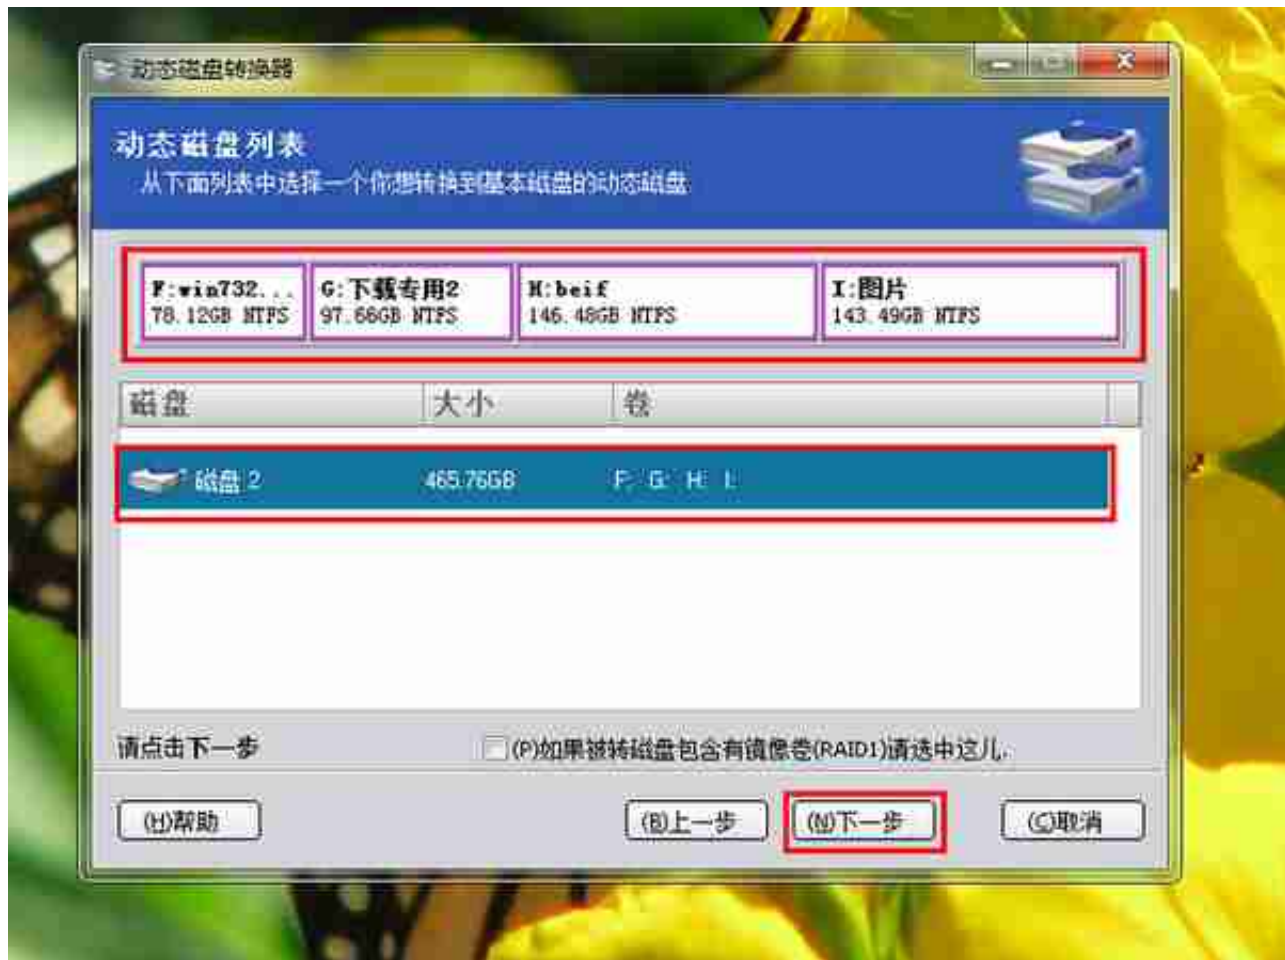 动态磁盘转换器
动态磁盘列表
从下面列表中选择一个你想转换到基本磁盘的动态磁盘
F:win732...
78.12GB NTFS
G:下载专用2
97.66GB NTFS
H:beif
146.48GB NTFS
I:图片
143.49GB NTFS
磁盘 大小 卷
磁盘 2 465.76GB F: G: H: I:
请点击下一步 (P)如果被转磁盘包含有镜像卷(RAID1)请选中这儿.
(H)帮助 (B)上一步 (N)下一步 (C)取消